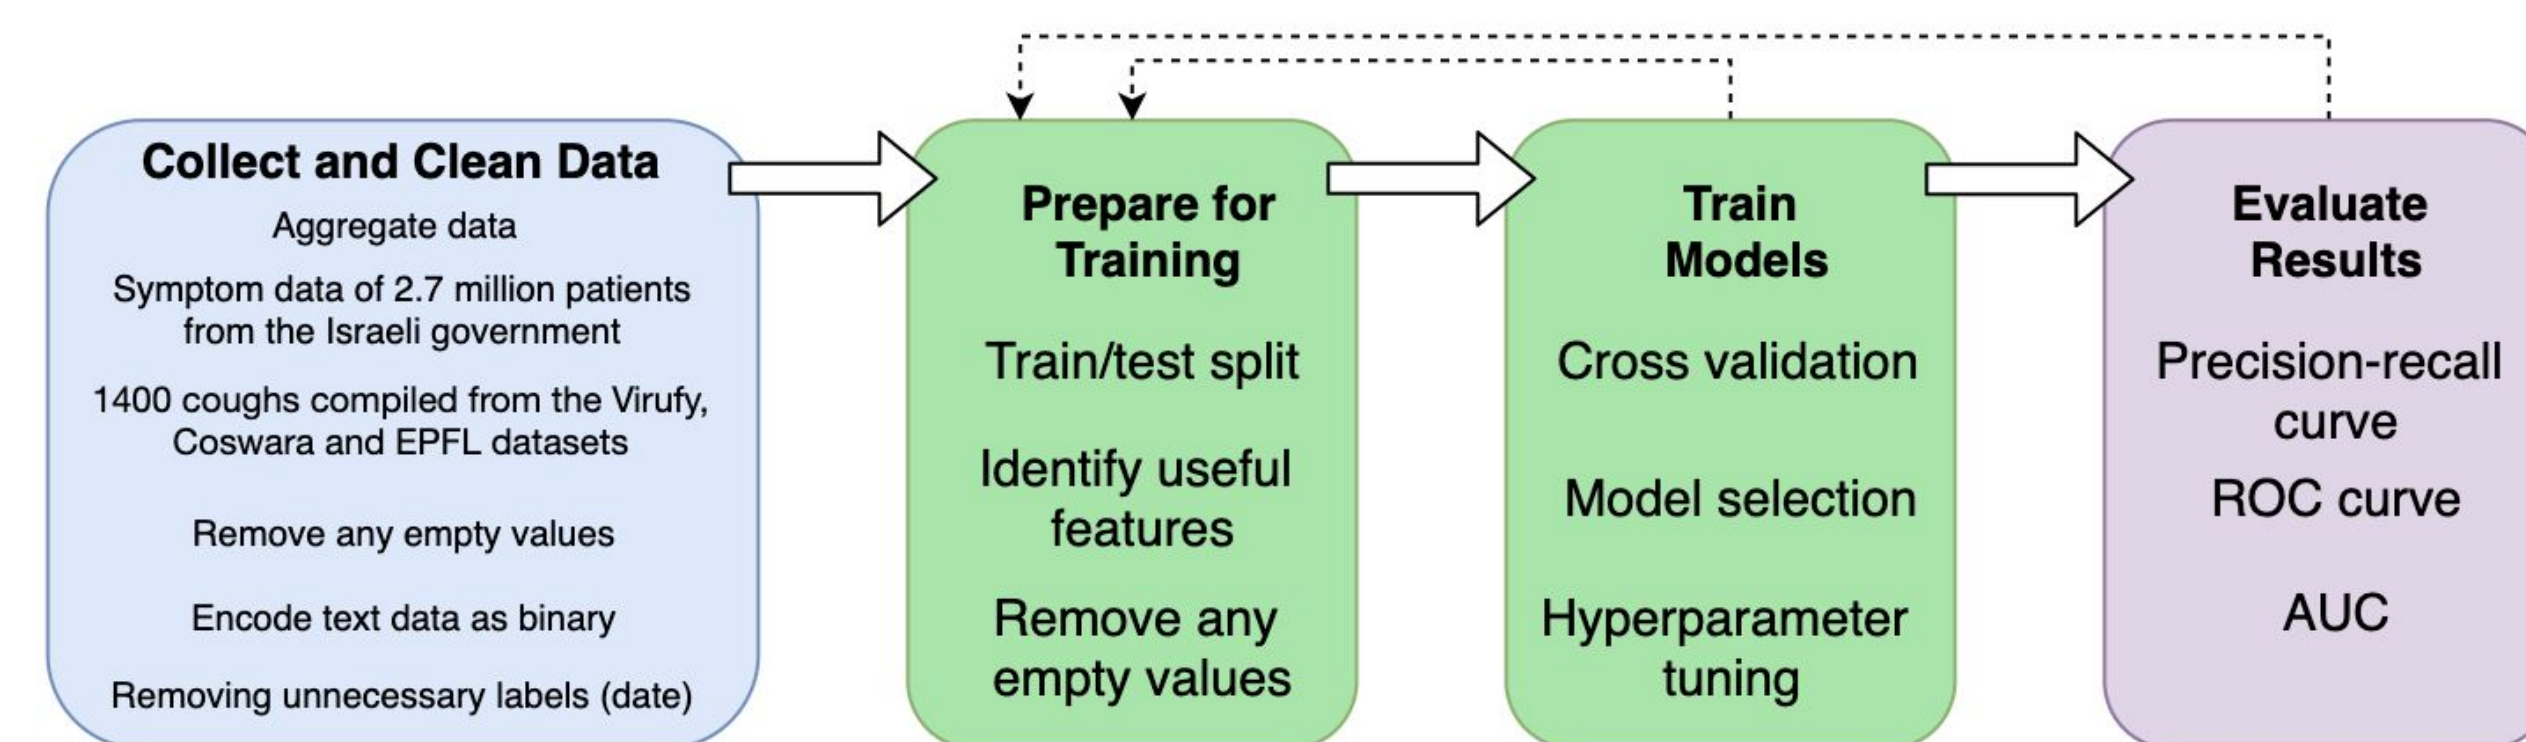 Collect and Clean Data
Aggregate data
Symptom data of 2.7 million patients
from the Israeli government
1400 coughs compiled from the Virufy,
Coswara and EPFL datasets
Remove any empty values
Encode text data as binary
Removing unnecessary labels (date)
Prepare for
Training
Train/test split
Identify useful
features
Remove any
empty values
Train
Models
Cross validation
Model selection
Hyperparameter
tuning
Evaluate
Results
Precision-recall
curve
ROC curve
AUC